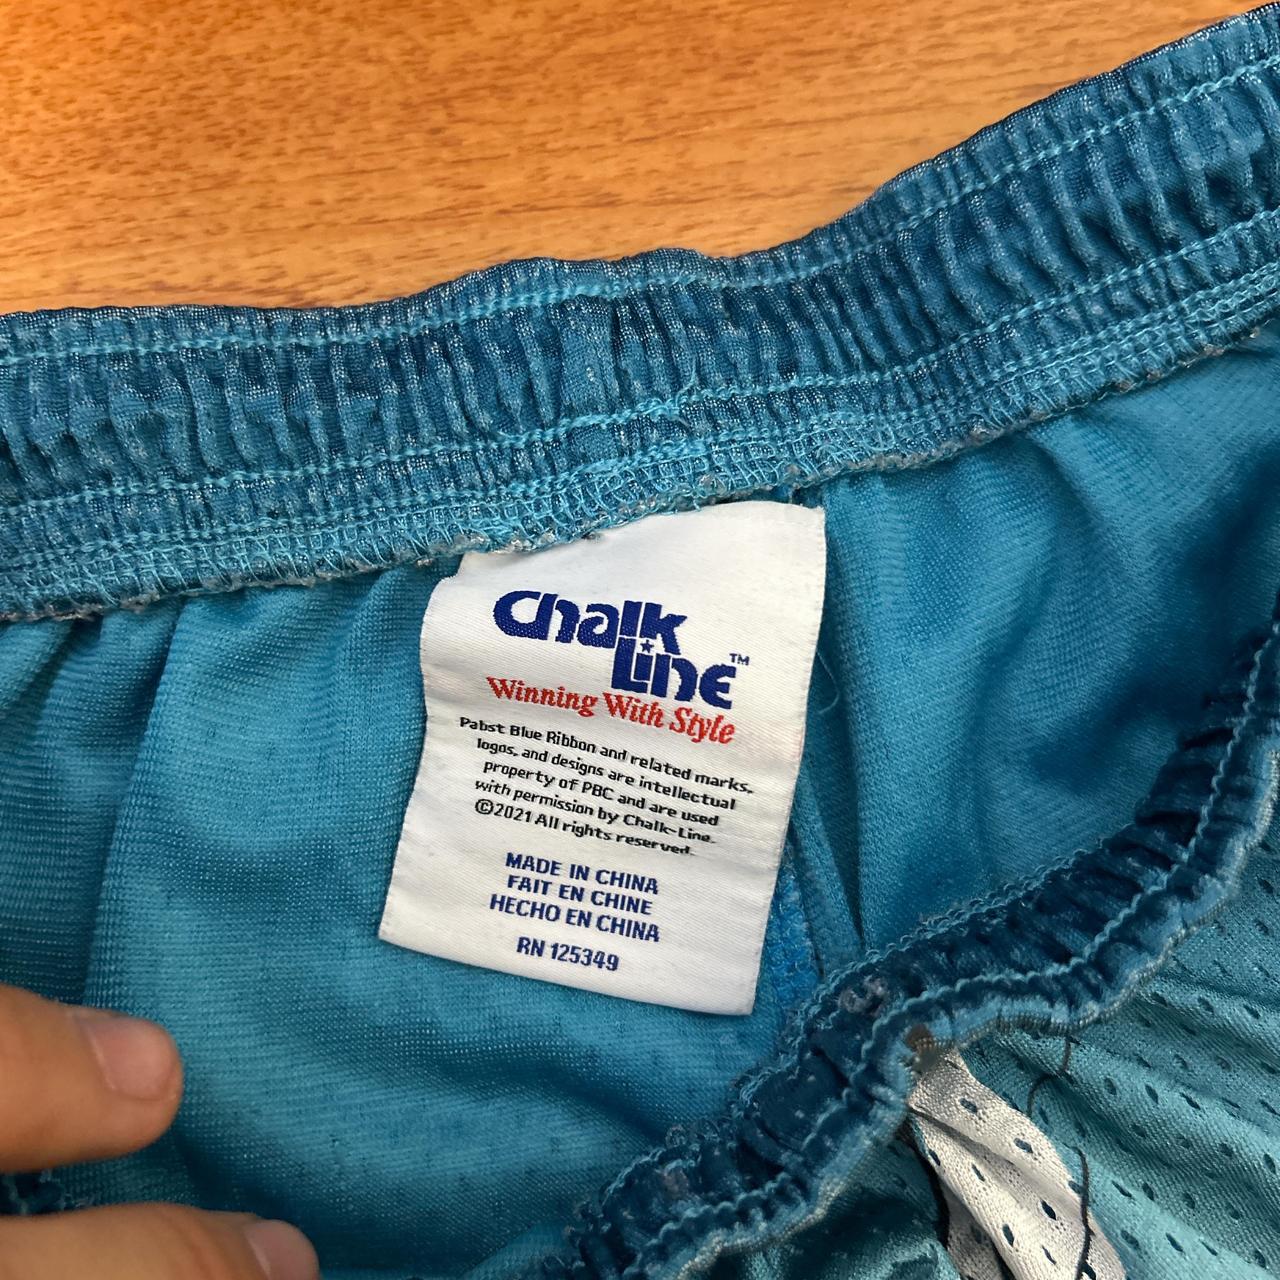 Chalk
Line™
Winning With Style
Pabst Blue Ribbon and related marks,
logos, and designs are intellectual
property of PBC and are used
with permission by Chalk-Line.
©2021 All rights reserved.
MADE IN CHINA
FAIT EN CHINE
HECHO EN CHINA
RN 125349